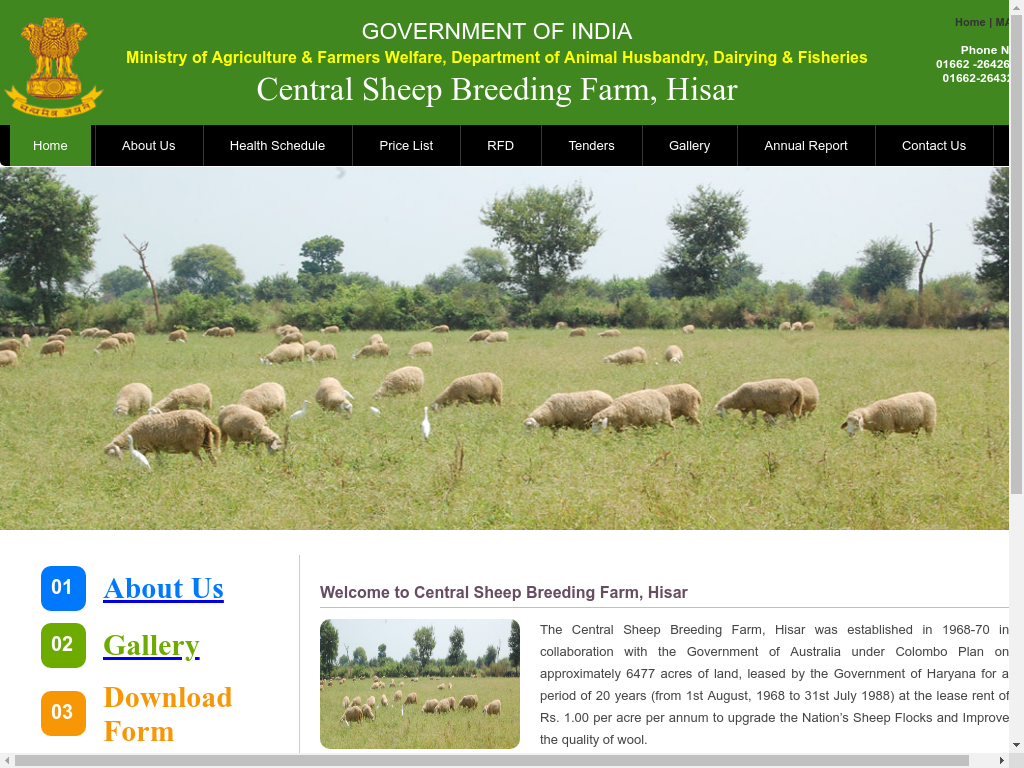 Home |
GOVERNMENT OF INDIA
Ministry of Agriculture & Farmers Welfare, Department of Animal Husbandry, Dairying & Fisheries
Central Sheep Breeding Farm, Hisar
Phone
01662 -26426
01662-26432
Home About Us Health Schedule Price List RFD Tenders Gallery Annual Report Contact Us
01 About Us
02 Gallery
03 Download
Form
Welcome to Central Sheep Breeding Farm, Hisar
The Central Sheep Breeding Farm, Hisar was established in 1968-70 in
collaboration with the Government of Australia under Colombo Plan on
approximately 6477 acres of land, leased by the Government of Haryana for a
period of 20 years (from 1st August, 1968 to 31st July 1988) at the lease rent of
Rs. 1.00 per acre per annum to upgrade the Nation’s Sheep Flocks and Improve
the quality of wool.